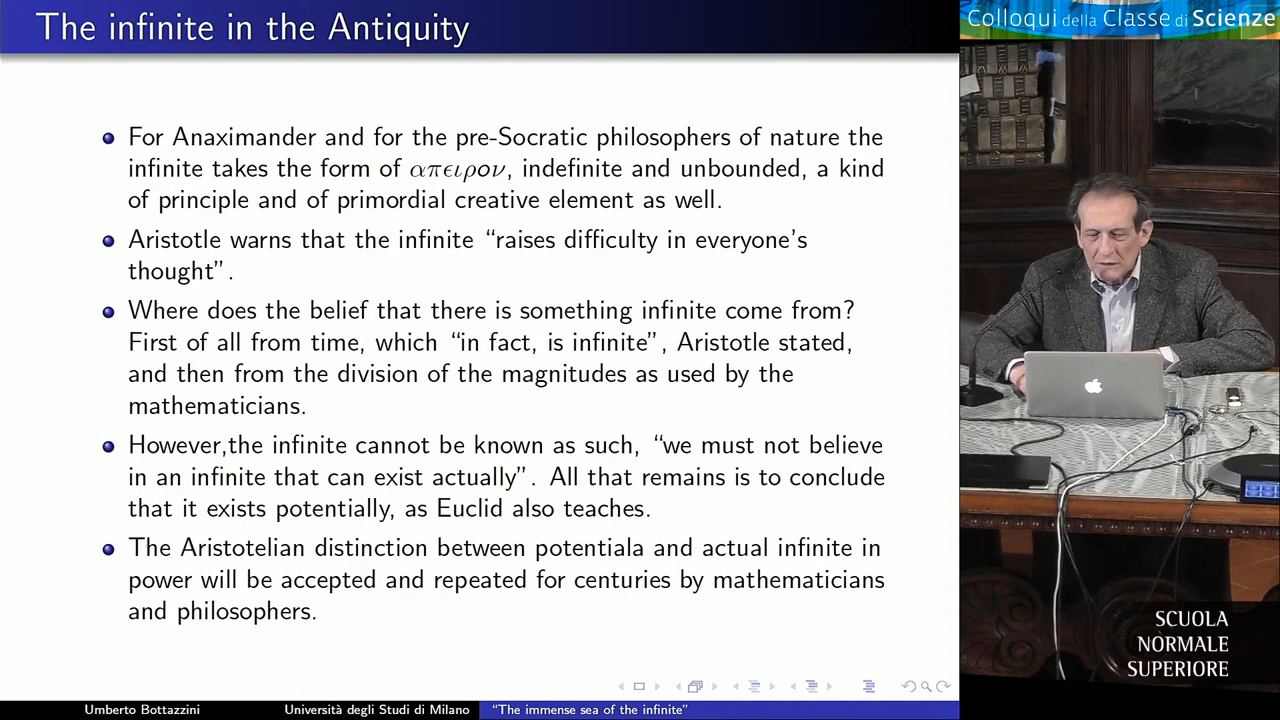 The infinite in the Antiquity
For Anaximander and for the pre-Socratic philosophers of nature the
infinite takes the form of απειρον, indefinite and unbounded, a kind
of principle and of primordial creative element as well.
Aristotle warns that the infinite “raises difficulty in everyone’s
thought”.
Where does the belief that there is something infinite come from?
First of all from time, which “in fact, is infinite”, Aristotle stated,
and then from the division of the magnitudes as used by the
mathematicians.
However,the infinite cannot be known as such, “we must not believe
in an infinite that can exist actually”. All that remains is to conclude
that it exists potentially, as Euclid also teaches.
The Aristotelian distinction between potentiala and actual infinite in
power will be accepted and repeated for centuries by mathematicians
and philosophers.
Umberto Bottazzini
Università degli Studi di Milano
“The immense sea of the infinite”
Colloqui della Classe di Scienze
SCUOLA
NORMALE
SUPERIORE